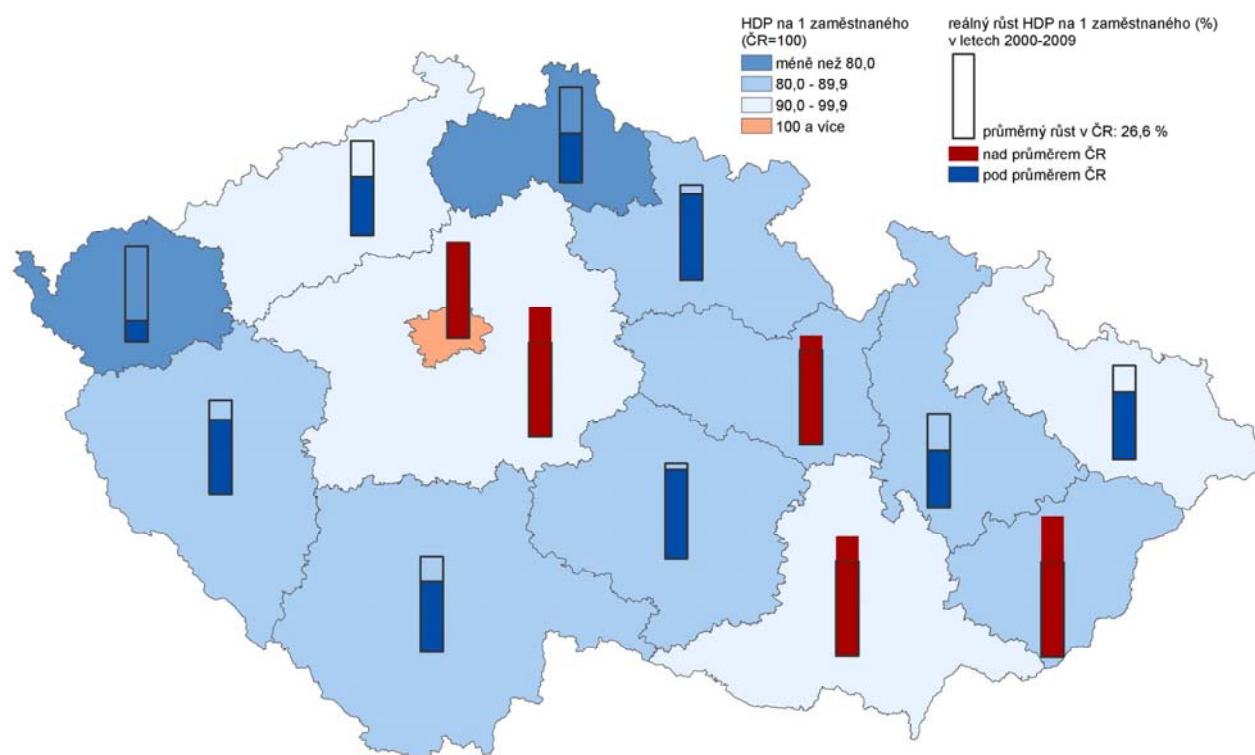 HDP na 1 zaměstnaného
(ČR=100)
méně než 80,0
80,0 - 89,9
90,0 - 99,9
100 a více
reálný růst HDP na 1 zaměstnaného (%)
v letech 2000-2009
průměrný růst v ČR: 26,6 %
nad průměrem ČR
pod průměrem ČR